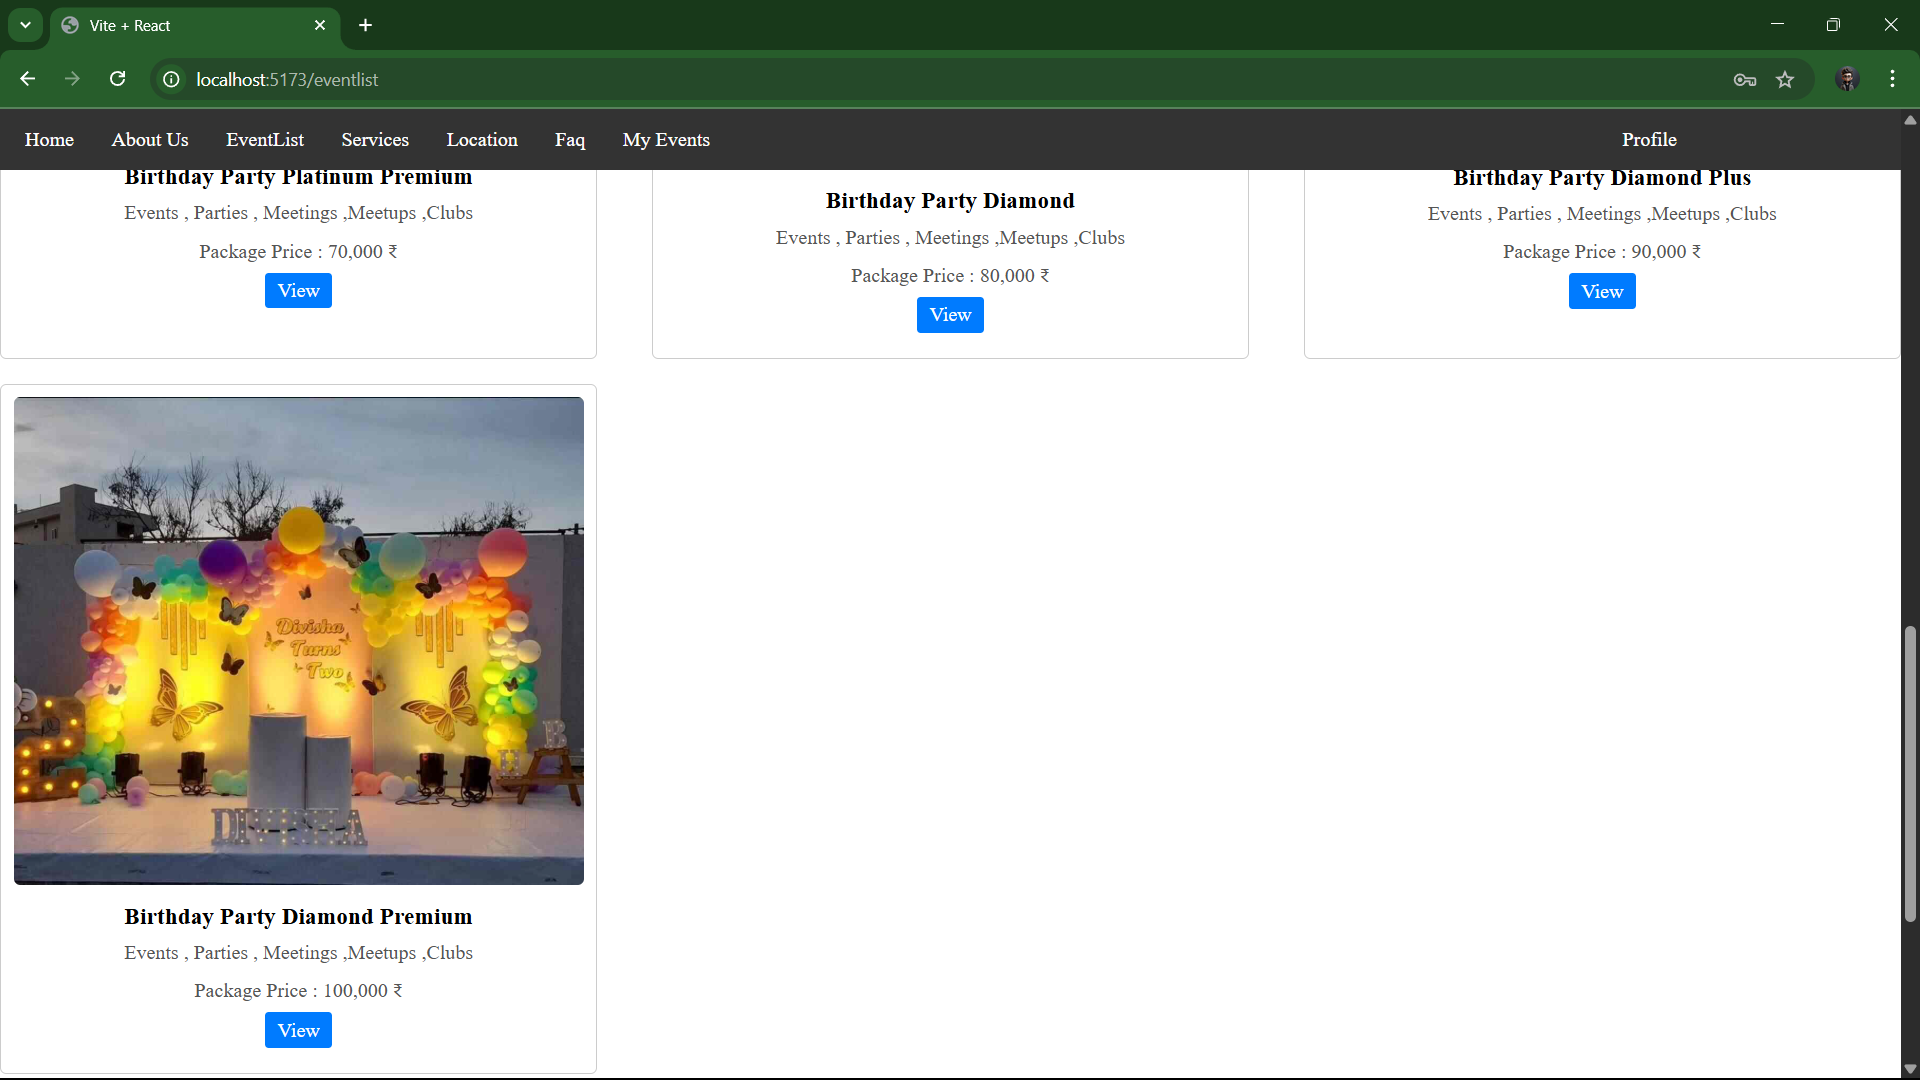 Vite + React
localhost:5173/eventlist
Home About Us EventList Services Location Faq My Events Profile
Birthday Party Platinum Premium
Events , Parties , Meetings ,Meetups ,Clubs
Package Price : 70,000 ₹
View
Birthday Party Diamond
Events , Parties , Meetings ,Meetups ,Clubs
Package Price : 80,000 ₹
View
Birthday Party Diamond Plus
Events , Parties , Meetings ,Meetups ,Clubs
Package Price : 90,000 ₹
View
Divisha
Turns
Two
H
B
DIVISHA
Birthday Party Diamond Premium
Events , Parties , Meetings ,Meetups ,Clubs
Package Price : 100,000 ₹
View